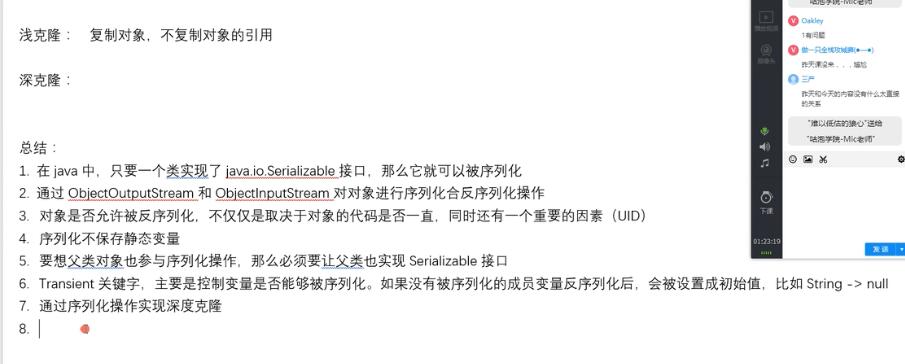 浅克隆： 复制对象，不复制对象的引用
深克隆：
总结：
1. 在 java 中，只要一个类实现了 java.io.Serializable 接口，那么它就可以被序列化
2. 通过 ObjectOutputStream 和 ObjectInputStream 对对象进行序列化合反序列化操作
3. 对象是否允许被反序列化，不仅仅是取决于对象的代码是否一直，同时还有一个重要的因素（UID）
4. 序列化不保存静态变量
5. 要想父类对象也参与序列化操作，那么必须要让父类也实现 Serializable 接口
6. Transient 关键字，主要是控制变量是否能够被序列化。如果没有被序列化的成员变量反序列化后，会被设置成初始值，比如 String -> null
7. 通过序列化操作实现深度克隆
8.
"咕泡学院-Mic老师"
Oakley
1有问题
做一只全栈攻城狮(●—●)
昨天课没来．．．尴尬
三产
昨天和今天的内容没有什么太直接
的关系
"难以低估的狼心"送给
"咕泡学院-Mic老师"
下课
01:23:19
发送